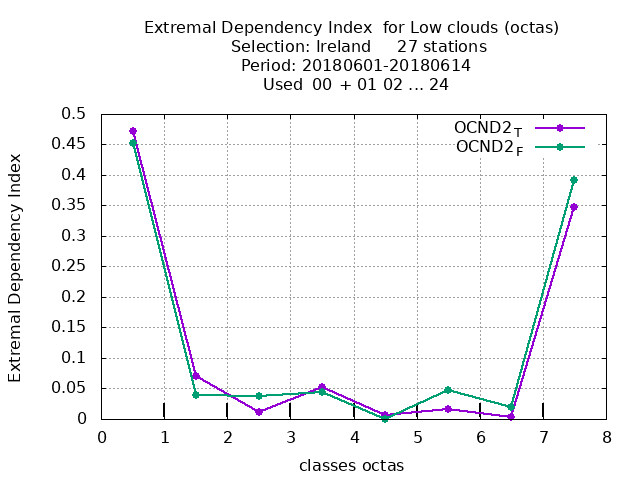 Extremal Dependency Index  for Low clouds (octas)
Selection: Ireland     27 stations
Period: 20180601-20180614
Used  00  + 01 02 ... 24
OCND2T
OCND2F
Extremal Dependency Index
0.5
0.45
0.4
0.35
0.3
0.25
0.2
0.15
0.1
0.05
0
0 1 2 3 4 5 6 7 8
classes octas